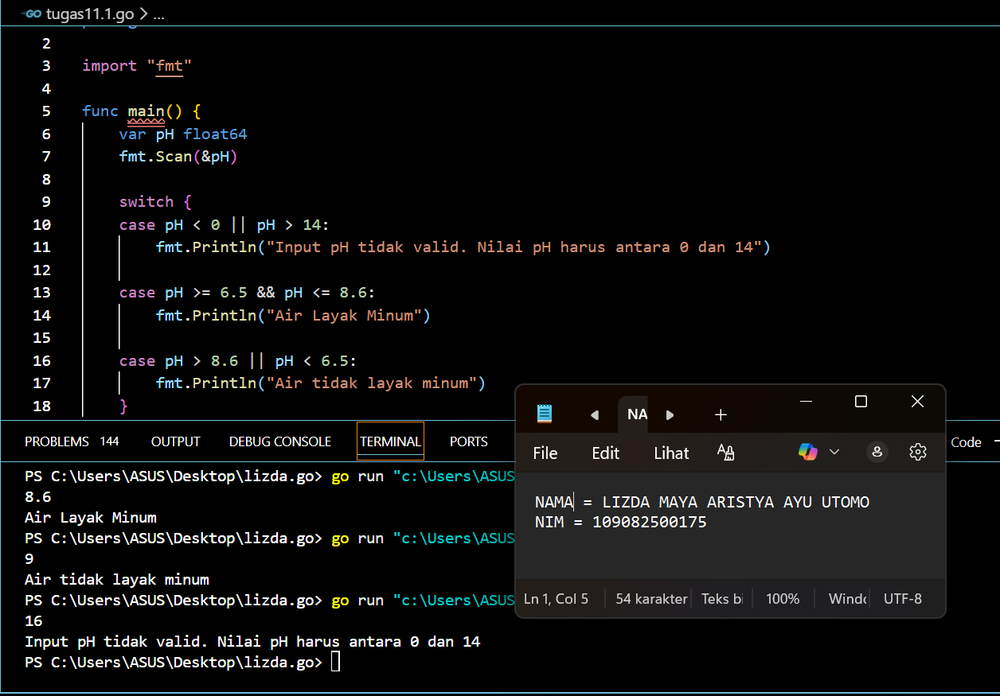 GO tugas11.1.go > ...
2
3 import "fmt"
4
5 func main() {
6 var pH float64
7 fmt.Scan(&pH)
8
9 switch {
10 case pH < 0 || pH > 14:
11 fmt.Println("Input pH tidak valid. Nilai pH harus antara 0 dan 14")
12
13 case pH >= 6.5 && pH <= 8.6:
14 fmt.Println("Air Layak Minum")
15
16 case pH > 8.6 || pH < 6.5:
17 fmt.Println("Air tidak layak minum")
18 }
PROBLEMS 144 OUTPUT DEBUG CONSOLE TERMINAL PORTS Code
PS C:\Users\ASUS\Desktop\lizda.go> go run "c:\Users\ASUS
8.6
Air Layak Minum
PS C:\Users\ASUS\Desktop\lizda.go> go run "c:\Users\ASUS
9
Air tidak layak minum
PS C:\Users\ASUS\Desktop\lizda.go> go run "c:\Users\ASUS
16
Input pH tidak valid. Nilai pH harus antara 0 dan 14
PS C:\Users\ASUS\Desktop\lizda.go>
NA
File Edit Lihat
NAMA = LIZDA MAYA ARISTYA AYU UTOMO
NIM = 109082500175
Ln 1, Col 5 54 karakter Teks bi 100% Windo UTF-8